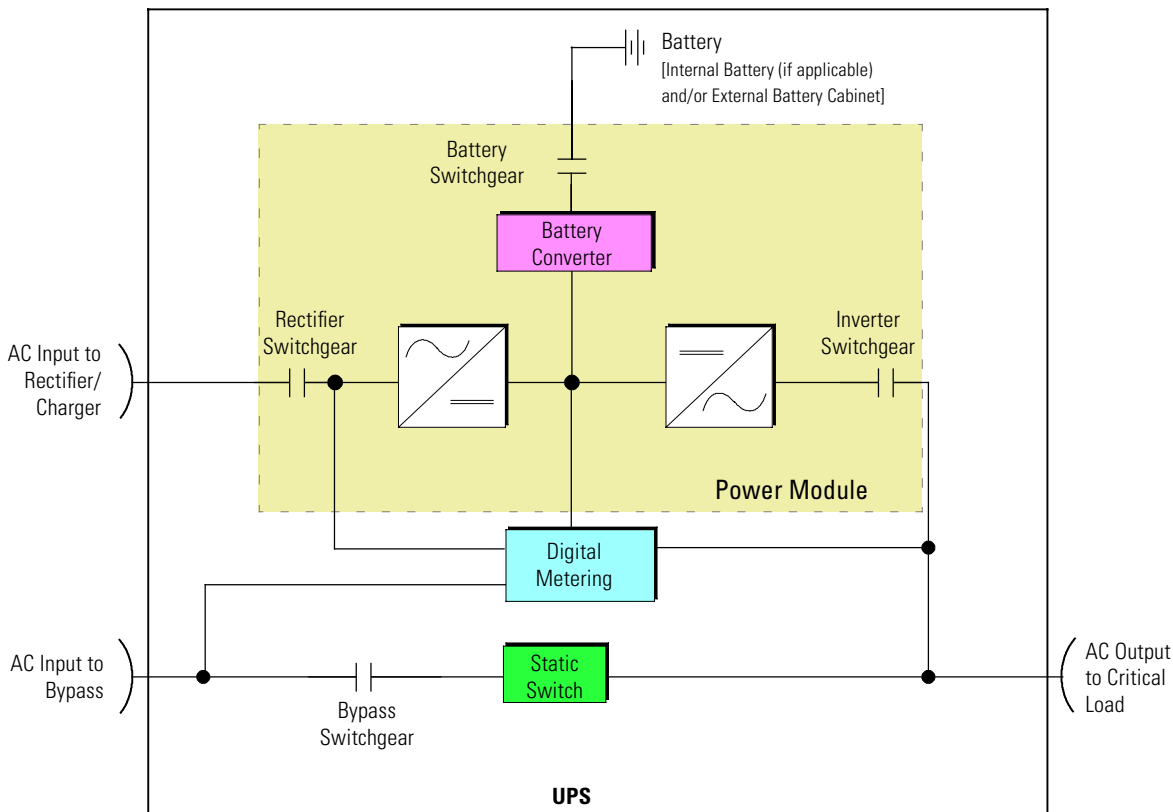 Battery
[Internal Battery (if applicable)
and/or External Battery Cabinet]
Battery
Switchgear
Battery
Converter
Rectifier
Switchgear
Inverter
Switchgear
AC Input to
Rectifier/
Charger
Power Module
Digital
Metering
AC Input to
Bypass
Static
Switch
AC Output
to Critical
Load
Bypass
Switchgear
UPS